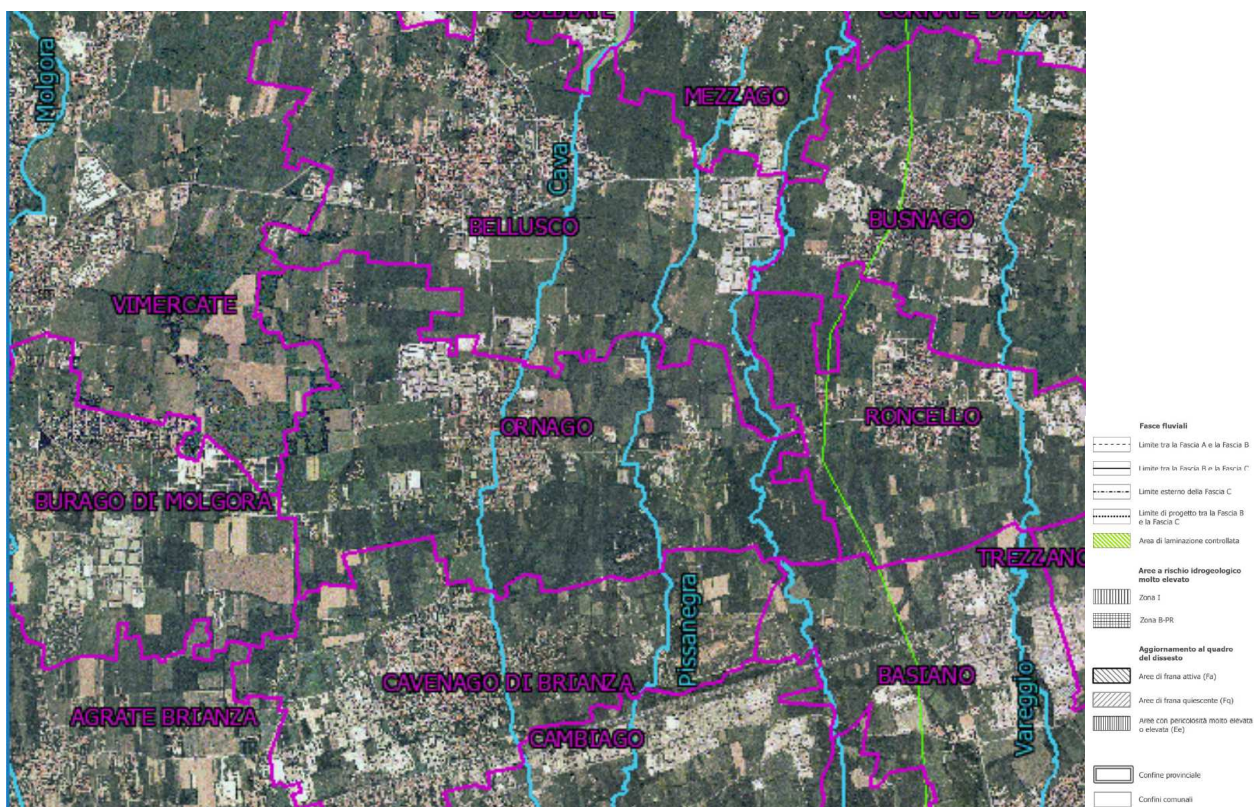 SULBIATE
CORNATE D'ADDA
Molgora
MEZZAGO
Cava
BELLUSCO
BUSNAGO
VIMERCATE
ORNAGO
RONCELLO
BURAGO DI MOLGORA
TREZZANO
Pissanegra
CAVENAGO DI BRIANZA
BASIANO
Vareggio
AGRATE BRIANZA
CAMBIAGO
Fasce fluviali
Limite tra la Fascia A e la Fascia B
Limite tra la Fascia B e la Fascia C
Limite esterno della Fascia C
Limite di progetto tra la Fascia B
e la Fascia C
Area di laminazione controllata
Aree a rischio idrogeologico
molto elevato
Zona I
Zona B-PR
Aggiornamento al quadro
del dissesto
Aree di frana attiva (Fa)
Aree di frana quiescente (Fq)
Aree con pericolosità molto elevata
o elevata (Ee)
Confine provinciale
Confini comunali